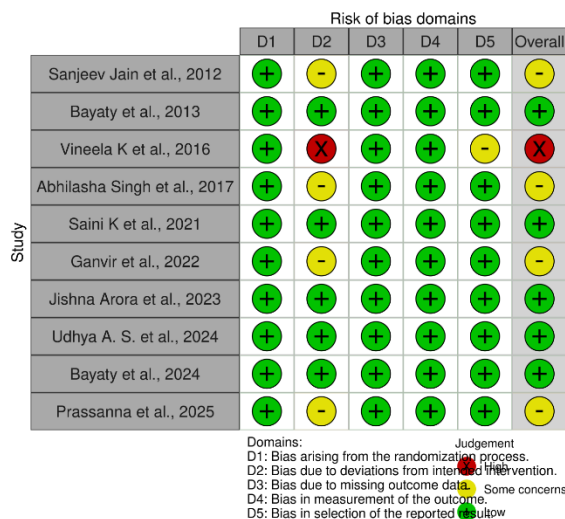 Risk of bias domains
D1 D2 D3 D4 D5 Overall
Study
Sanjeev Jain et al., 2012 + - + + + -
Bayaty et al., 2013 + + + + + +
Vineela K et al., 2016 + X + + - X
Abhilasha Singh et al., 2017 + - + + + -
Saini K et al., 2021 + + + + + +
Ganvir et al., 2022 + - + + + -
Jishna Arora et al., 2023 + + + + + +
Udhya A. S. et al., 2024 + + + + + +
Bayaty et al., 2024 + + + + + +
Prassanna et al., 2025 + - + + + -
Domains:
D1: Bias arising from the randomization process.
D2: Bias due to deviations from intended intervention.
D3: Bias due to missing outcome data.
D4: Bias in measurement of the outcome.
D5: Bias in selection of the reported result.
Judgement
X High
- Some concerns
+ Low